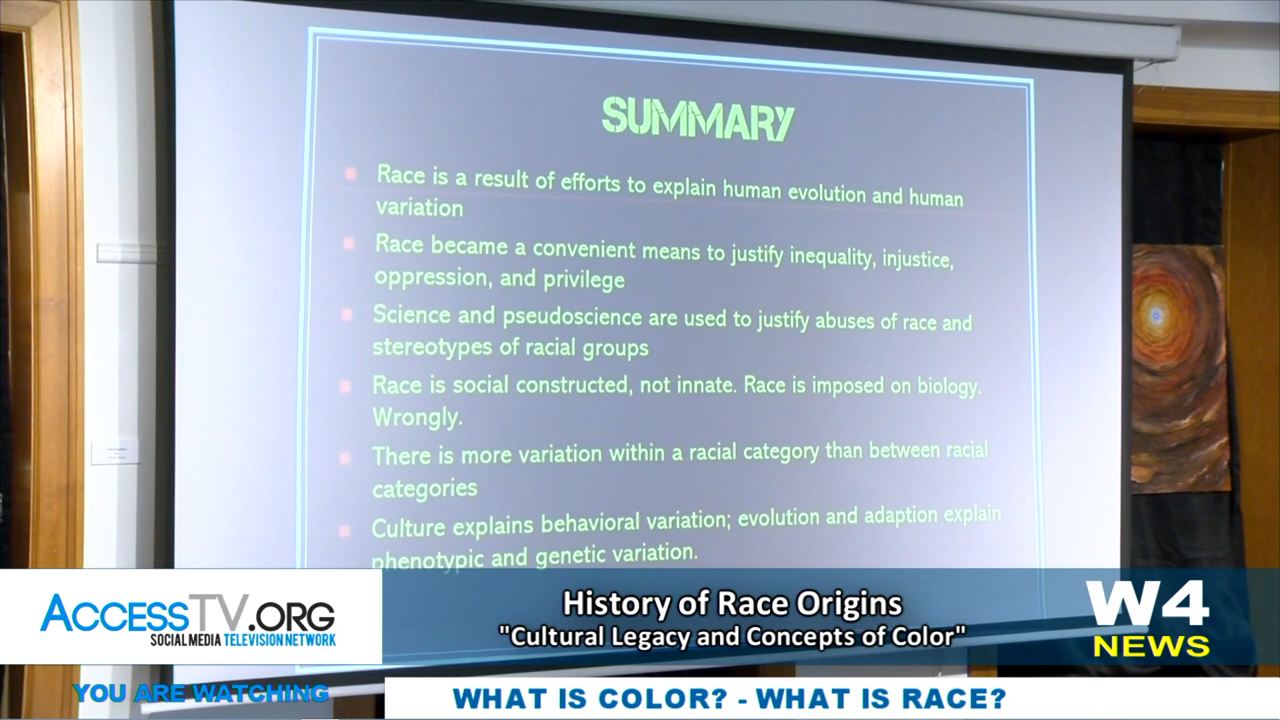 SUMMARY
Race is a result of efforts to explain human evolution and human
variation
Race became a convenient means to justify inequality, injustice,
oppression, and privilege
Science and pseudoscience are used to justify abuses of race and
stereotypes of racial groups
Race is social constructed, not innate. Race is imposed on biology.
Wrongly.
There is more variation within a racial category than between racial
categories
Culture explains behavioral variation; evolution and adaption explain
phenotypic and genetic variation.
ACCESSTV.ORG
SOCIAL MEDIA TELEVISION NETWORK
History of Race Origins
"Cultural Legacy and Concepts of Color"
W4
NEWS
YOU ARE WATCHING
WHAT IS COLOR? - WHAT IS RACE?